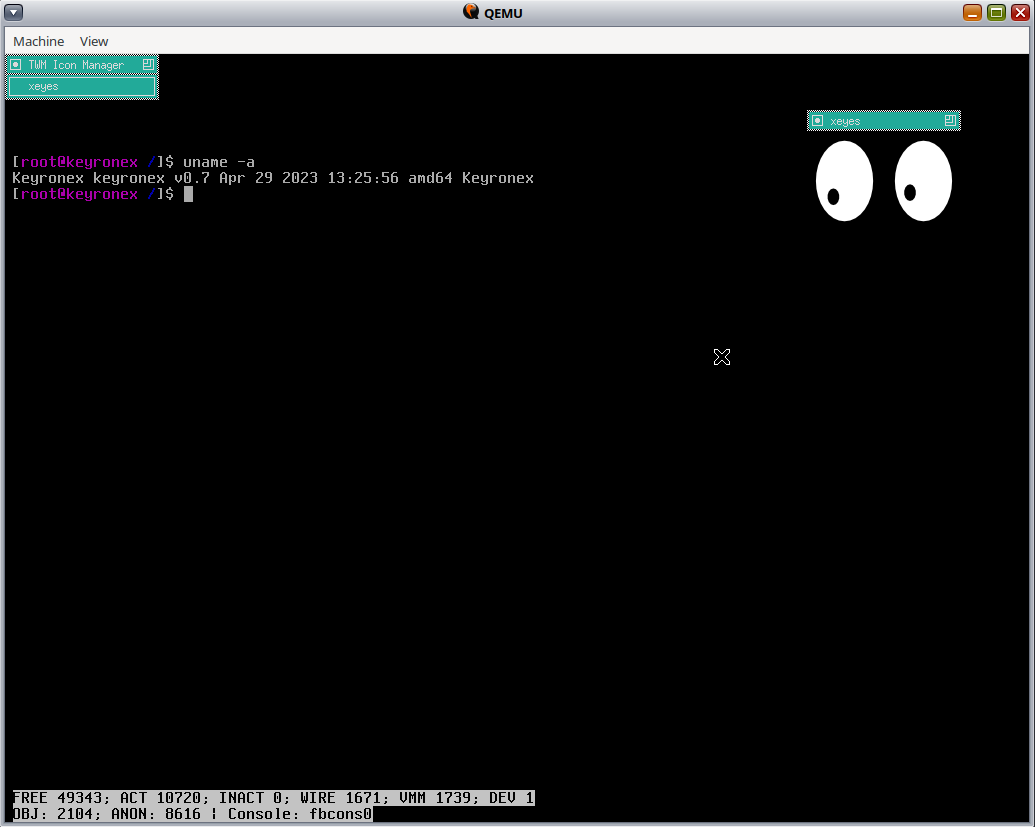 QEMU
Machine View
TWM Icon Manager
xeyes
xeyes
[root@keyronex /]$ uname -a
Keyronex keyronex v0.7 Apr 29 2023 13:25:56 amd64 Keyronex
[root@keyronex /]$
FREE 49343; ACT 10720; INACT 0; WIRE 1671; VMM 1739; DEV 1
OBJ: 2104; ANON: 8616 | Console: fbcons0